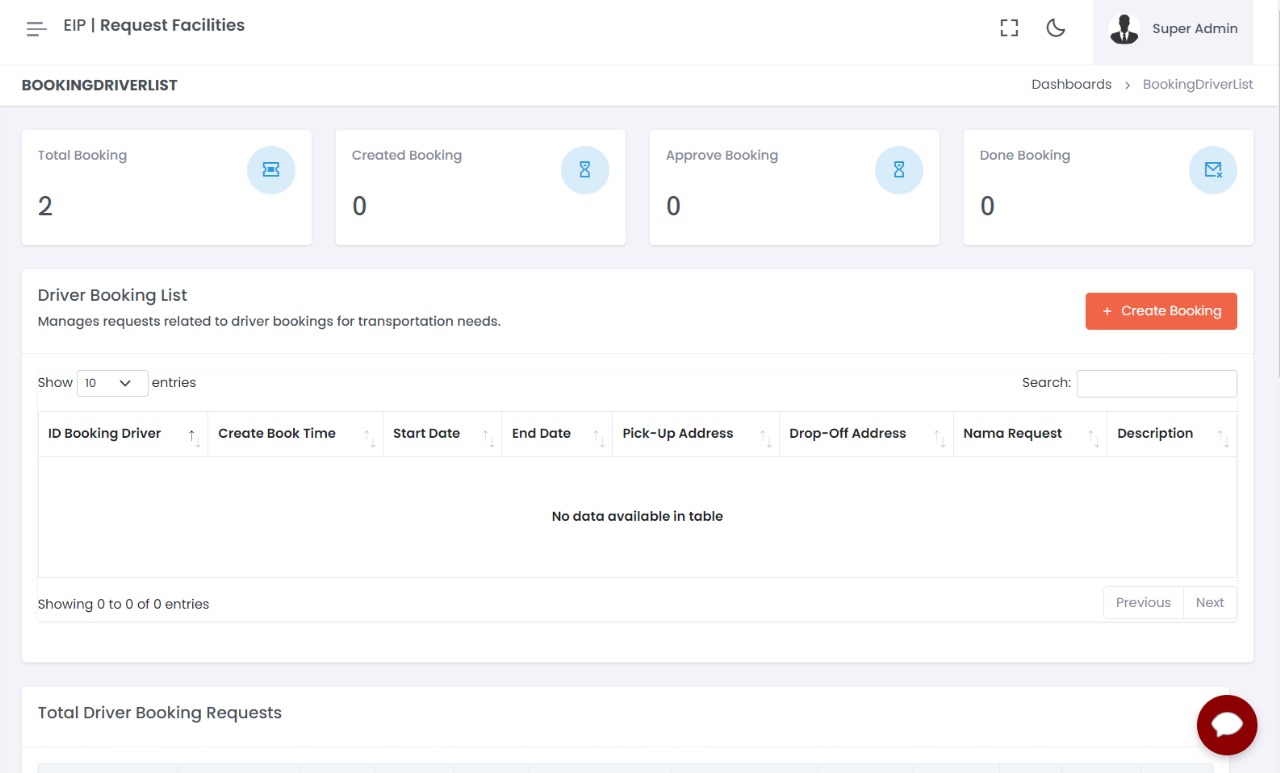 EIP | Request Facilities
Super Admin
BOOKINGDRIVERLIST
Dashboards > BookingDriverList
Total Booking
2
Created Booking
0
Approve Booking
0
Done Booking
0
Driver Booking List
Manages requests related to driver bookings for transportation needs.
+ Create Booking
Show 10 entries
Search:
ID Booking Driver Create Book Time Start Date End Date Pick-Up Address Drop-Off Address Nama Request Description
No data available in table
Showing 0 to 0 of 0 entries
Previous Next
Total Driver Booking Requests